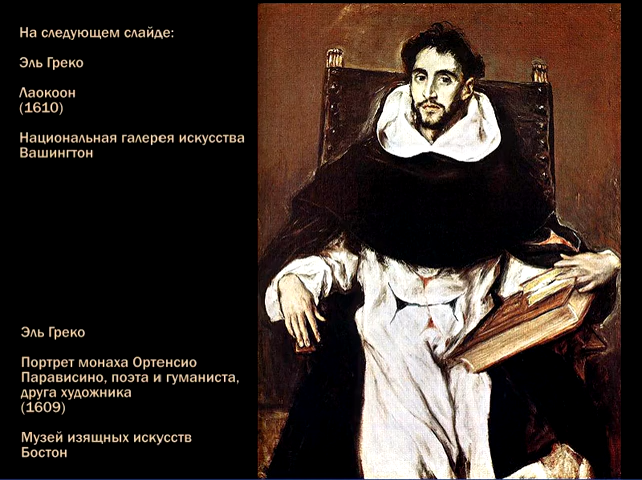 На следующем слайде:
Эль Греко
Лаокоон
(1610)
Национальная галерея искусства
Вашингтон
Эль Греко
Портрет монаха Ортенсио
Парависино, поэта и гуманиста,
друга художника
(1609)
Музей изящных искусств
Бостон